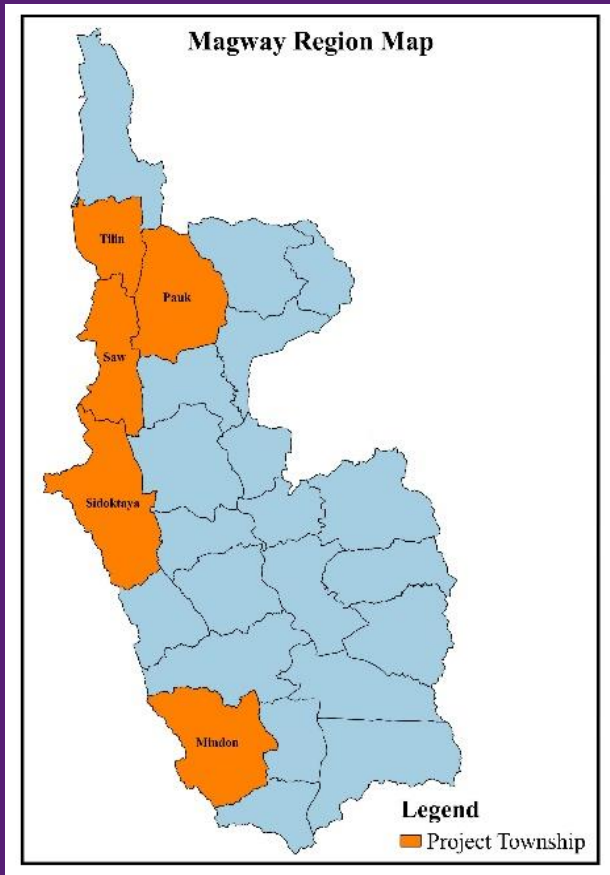 Magway Region Map
Tilin
Pauk
Saw
Sidoktaya
Mindon
Legend
Project Township